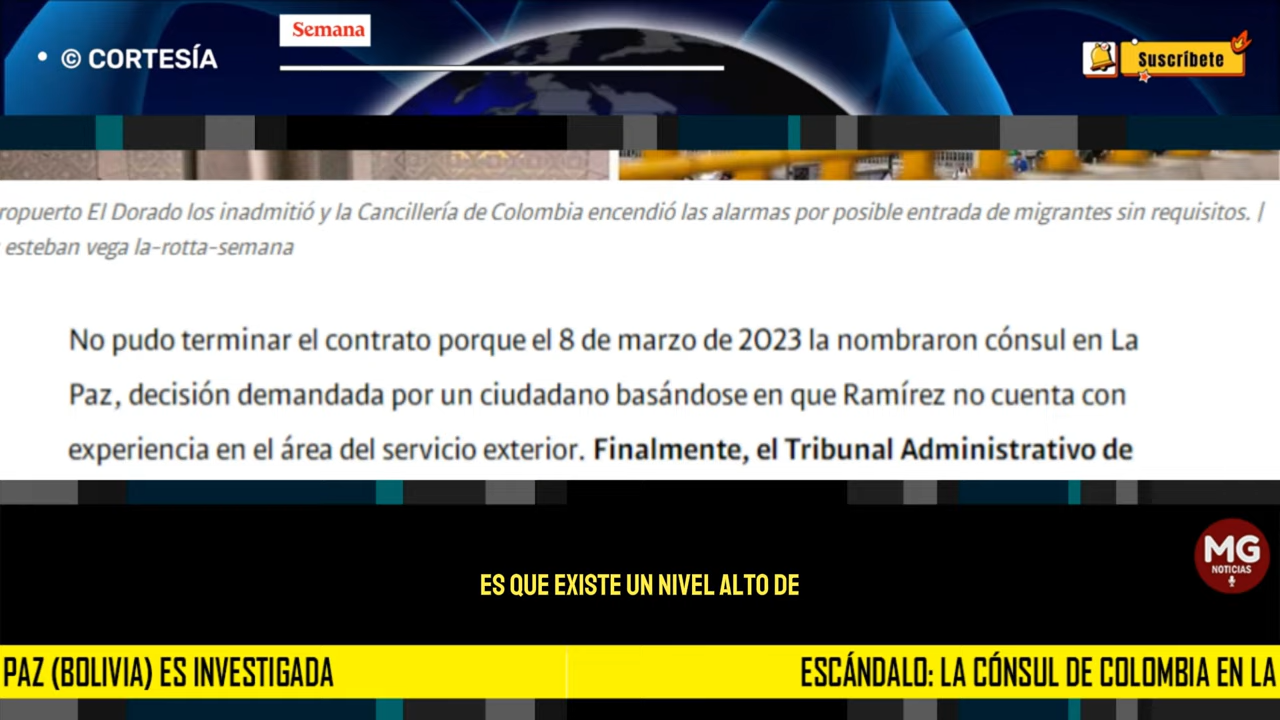 © CORTESÍA
Semana
Suscríbete
ropuerto El Dorado los inadmitió y la Cancillería de Colombia encendió las alarmas por posible entrada de migrantes sin requisitos. |
esteban vega la-rotta-semana
No pudo terminar el contrato porque el 8 de marzo de 2023 la nombraron cónsul en La
Paz, decisión demandada por un ciudadano basándose en que Ramírez no cuenta con
experiencia en el área del servicio exterior. Finalmente, el Tribunal Administrativo de
MG
NOTICIAS
ES QUE EXISTE UN NIVEL ALTO DE
PAZ (BOLIVIA) ES INVESTIGADA
ESCÁNDALO: LA CÓNSUL DE COLOMBIA EN LA